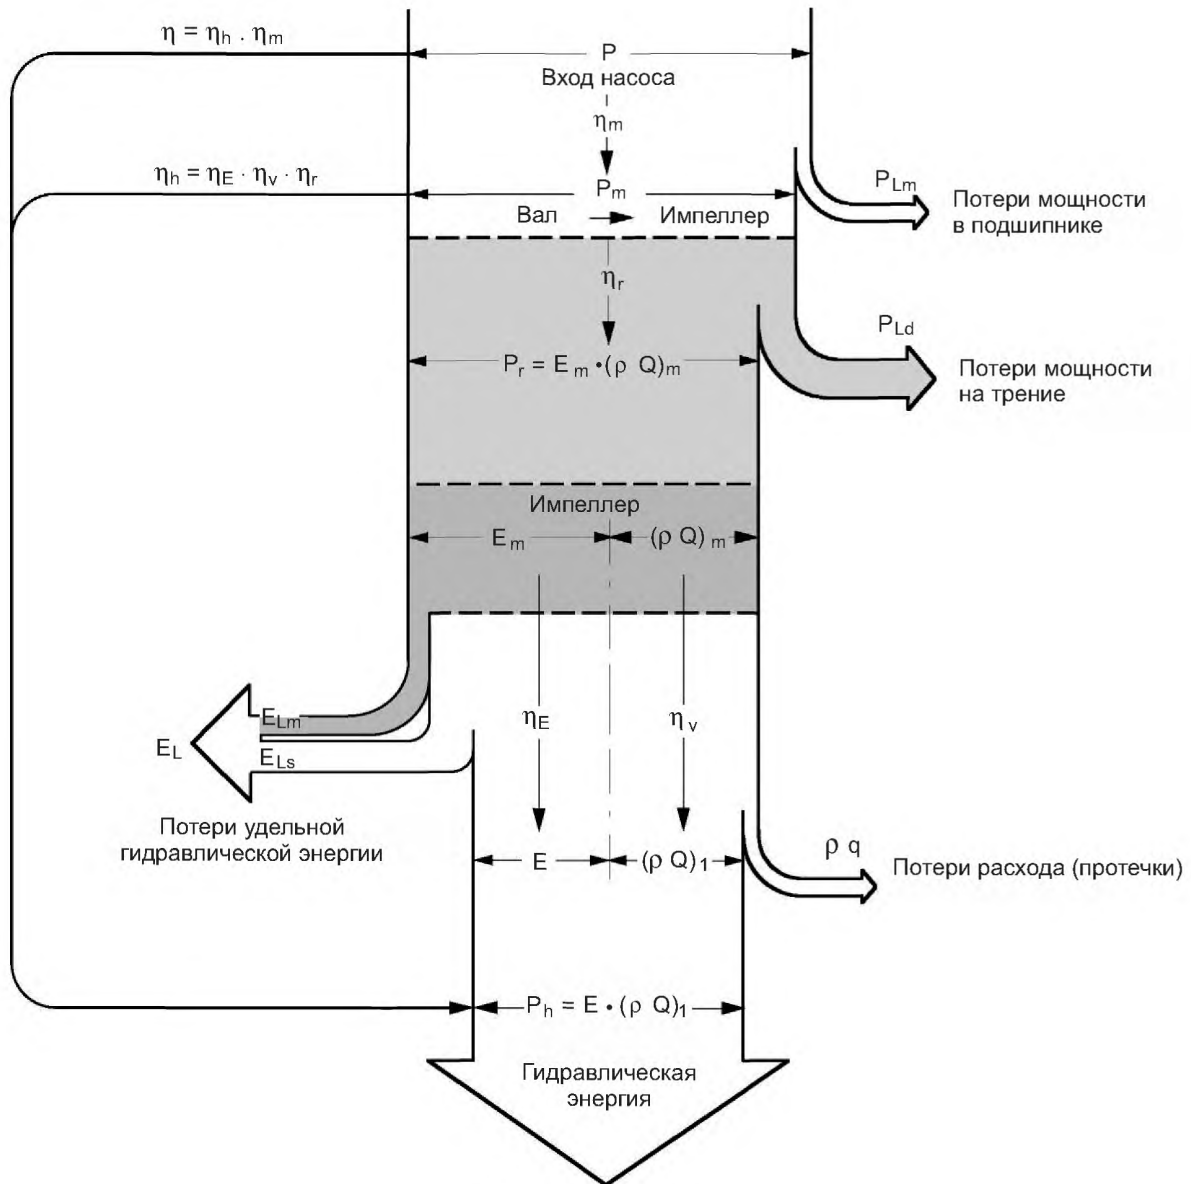 η = ηh . ηm
P
Вход насоса
ηm
ηh = ηE · ηv · ηr
Pm
PLm
Потери мощности
в подшипнике
Вал
Импеллер
ηr
PLd
Pr = Em •(ρ Q)m
Потери мощности
на трение
Импеллер
Em
(ρ Q) m
ηE
ηv
ELm
EL
ELs
Потери удельной
гидравлической энергии
E
(ρ Q)1
ρ q
Потери расхода (протечки)
Ph = E • (ρ Q)1
Гидравлическая
энергия